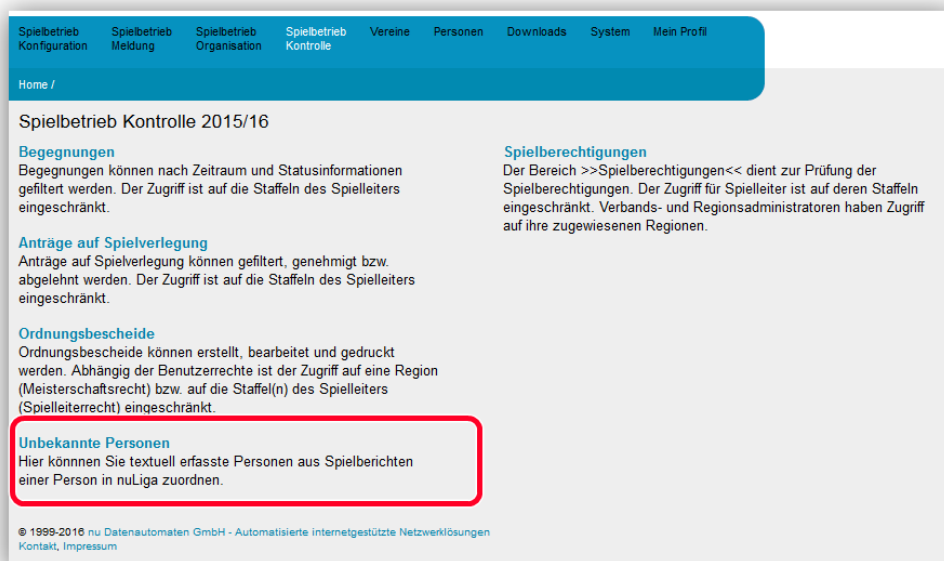 Spielbetrieb Konfiguration
Spielbetrieb Meldung
Spielbetrieb Organisation
Spielbetrieb Kontrolle
Vereine
Personen
Downloads
System
Mein Profil
Home /
Spielbetrieb Kontrolle 2015/16
Begegnungen
Begegnungen können nach Zeitraum und Statusinformationen
gefiltert werden. Der Zugriff ist auf die Staffeln des Spielleiters
eingeschränkt.
Anträge auf Spielverlegung
Anträge auf Spielverlegung können gefiltert, genehmigt bzw.
abgelehnt werden. Der Zugriff ist auf die Staffeln des Spielleiters
eingeschränkt.
Ordnungsbescheide
Ordnungsbescheide können erstellt, bearbeitet und gedruckt
werden. Abhängig der Benutzerrechte ist der Zugriff auf eine Region
(Meisterschaftsrecht) bzw. auf die Staffel(n) des Spielleiters
(Spielleiterrecht) eingeschränkt.
Unbekannte Personen
Hier könnnen Sie textuell erfasste Personen aus Spielberichten
einer Person in nuLiga zuordnen.
Spielberechtigungen
Der Bereich >>Spielberechtigungen<< dient zur Prüfung der
Spielberechtigungen. Der Zugriff für Spielleiter ist auf deren Staffeln
eingeschränkt. Verbands- und Regionsadministratoren haben Zugriff
auf ihre zugewiesenen Regionen.
© 1999-2016 nu Datenautomaten GmbH - Automatisierte internetgestützte Netzwerklösungen
Kontakt, Impressum